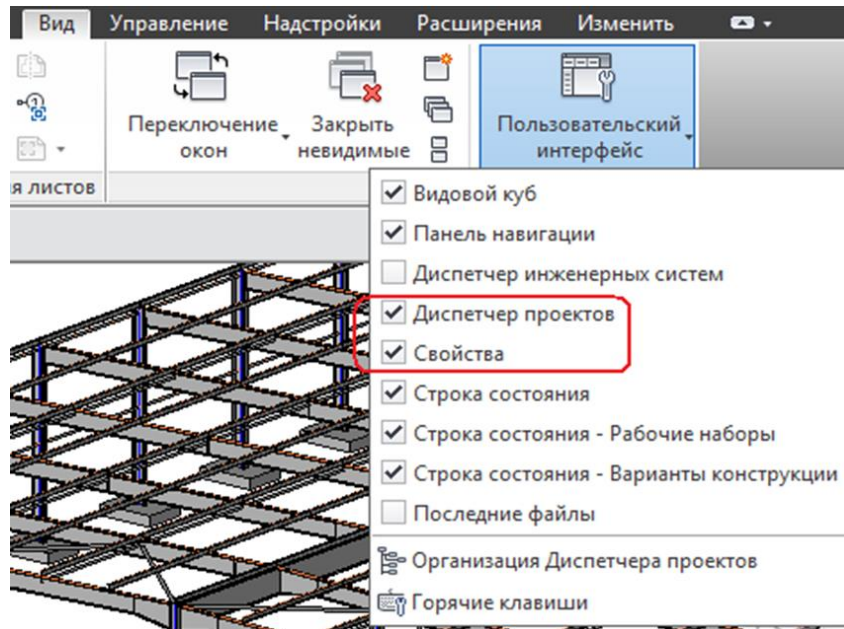 Вид Управление Надстройки Расширения Изменить
Переключение окон
Закрыть невидимые
Пользовательский интерфейс
я листов
Видовой куб
Панель навигации
Диспетчер инженерных систем
Диспетчер проектов
Свойства
Строка состояния
Строка состояния - Рабочие наборы
Строка состояния - Варианты конструкции
Последние файлы
Организация Диспетчера проектов
Горячие клавиши